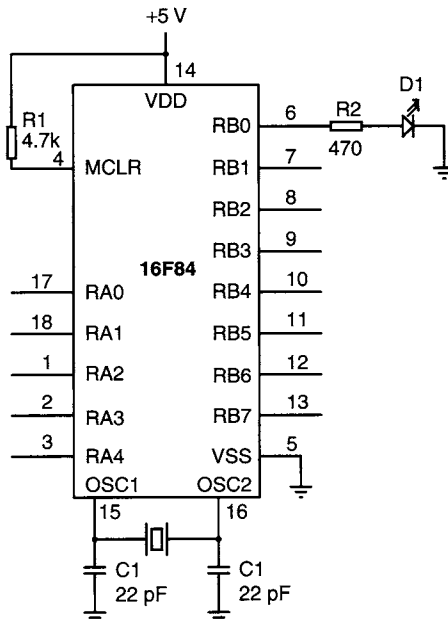 +5 V
14
VDD
R1
4.7k
4
MCLR
RB0
6
R2
470
D1
RB1
7
RB2
8
RB3
9
16F84
17
RA0
RB4
10
18
RA1
RB5
11
1
RA2
RB6
12
2
RA3
RB7
13
3
RA4
VSS
5
OSC1
OSC2
15
16
C1
22 pF
C1
22 pF